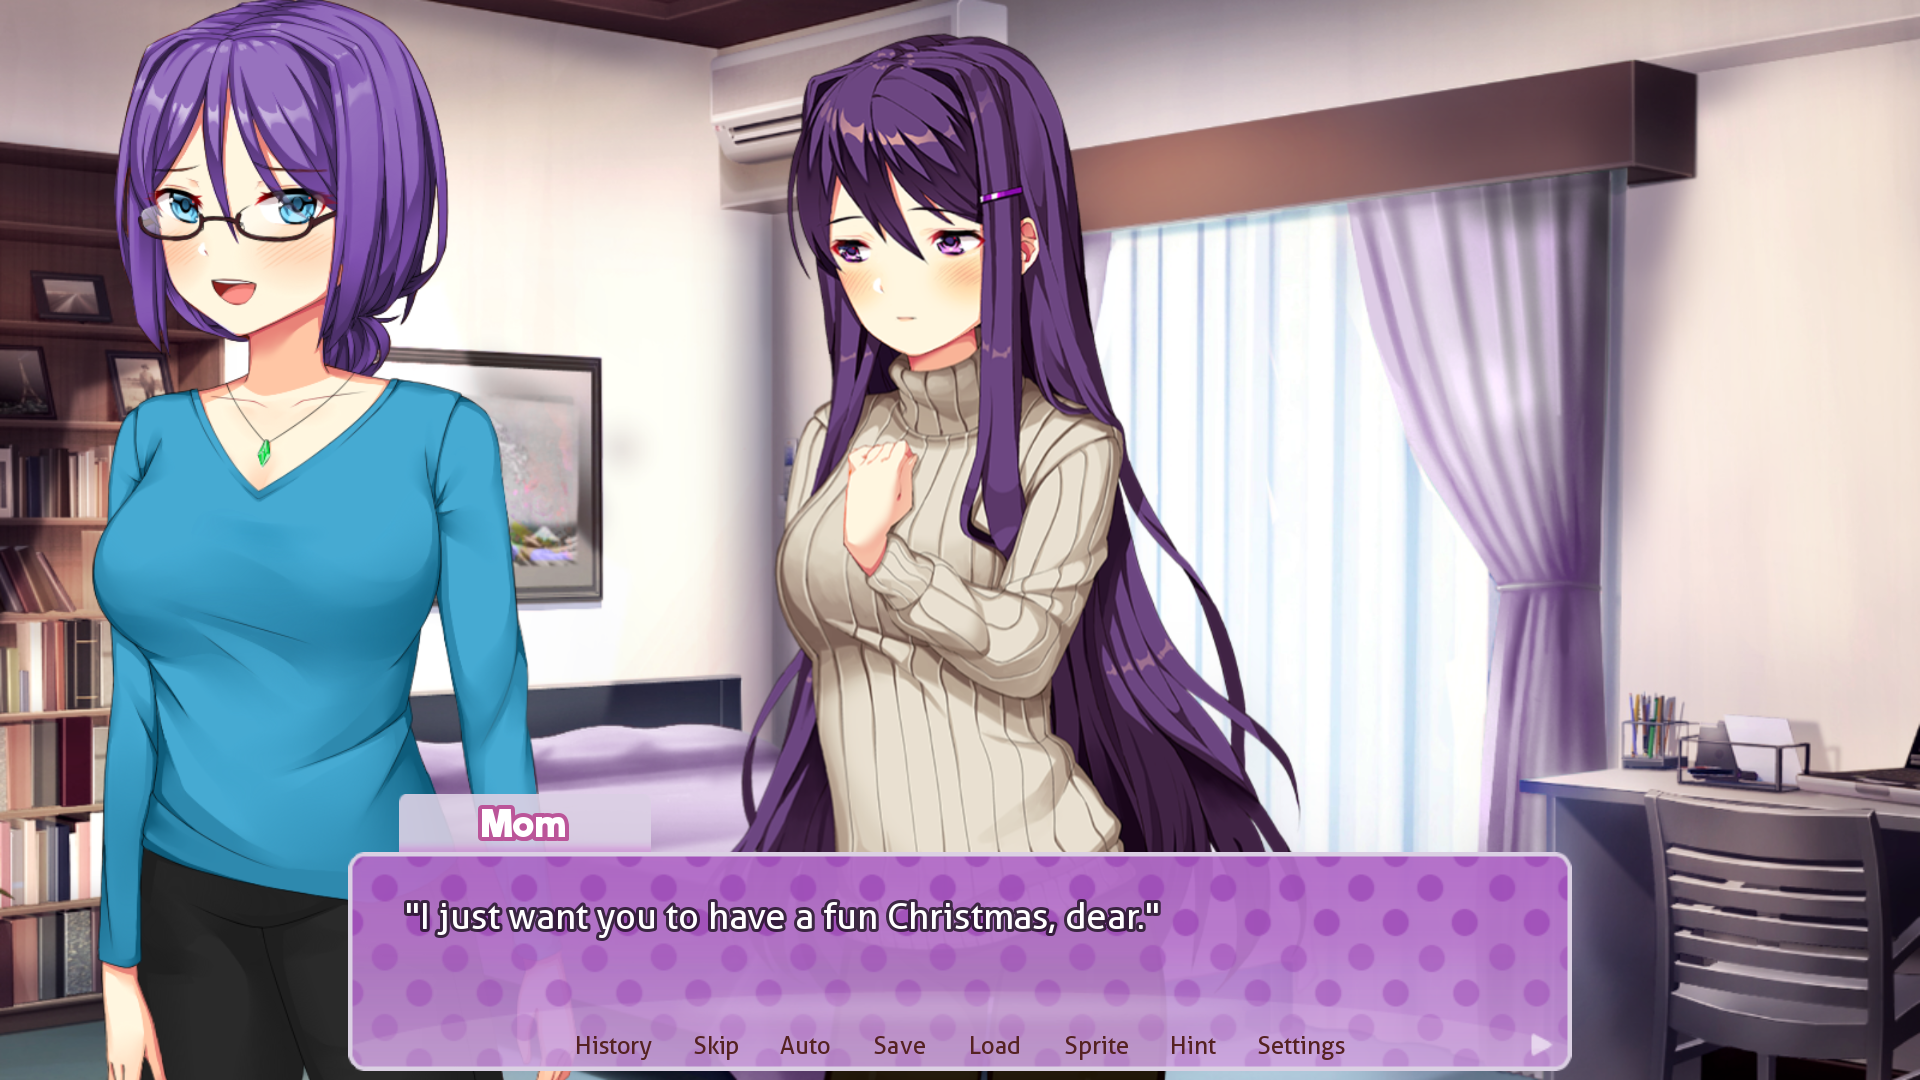 Mom
"I just want you to have a fun Christmas, dear."
History Skip Auto Save Load Sprite Hint Settings